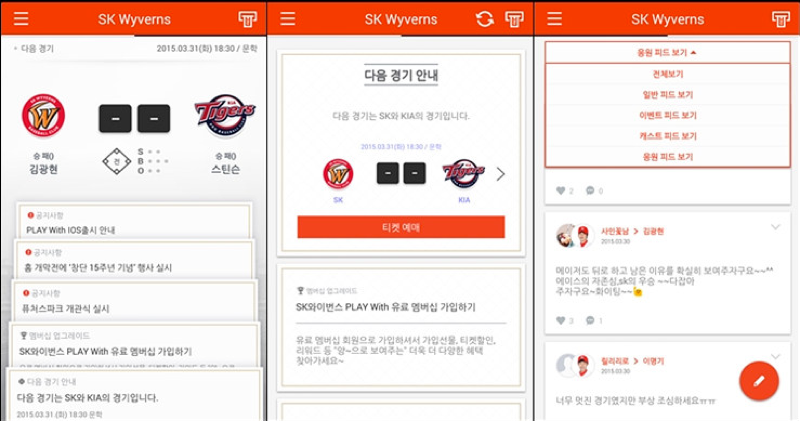 SK Wyverns
다음 경기
2015.03.31(화) 18:30 / 문학
W
KIA
Tigers
- -
승패()
김광현
전
S
B
O
승패()
스틴슨
공지사항
PLAY With IOS출시 안내
공지사항
홈 개막전에 "창단 15주년 기념" 행사 실시
공지사항
퓨처스파크 개관식 실시
멤버십 업그레이드
SK와이번스 PLAY With 유료 멤버십 가입하기
다음 경기 안내
다음 경기는 SK와 KIA의 경기입니다.
2015.03.31 (화) 18:30 문학
SK Wyverns
다음 경기 안내
다음 경기는 SK와 KIA의 경기입니다.
2015.03.31(화) 18:30 / 문학
W
- -
KIA
Tigers
SK
KIA
티켓 예매
멤버십 업그레이드
SK와이번스 PLAY With 유료 멤버십 가입하기
유료 멤버십 회원으로 가입하셔서 가입선물, 티켓할인,
리워드 등 "양~으로 보여주는" 더욱 더 다양한 혜택
찾아가세요~
SK Wyverns
응원 피드 보기
전체보기
일반 피드 보기
이벤트 피드 보기
캐스트 피드 보기
응원 피드 보기
2 0
사인꽃남 > 김광현
2015-03-30
메이저도 뒤로 하고 남은 이유를 확실히 보여주자구요~~^^
에이스의 자존심,sk의 우승 ~~다잡아
주자구요~화이팅~~
3 1
릴리리로 > 이명기
2015-03-30
너무 멋진 경기였지만 부상 조심하세요ㅠㅠ